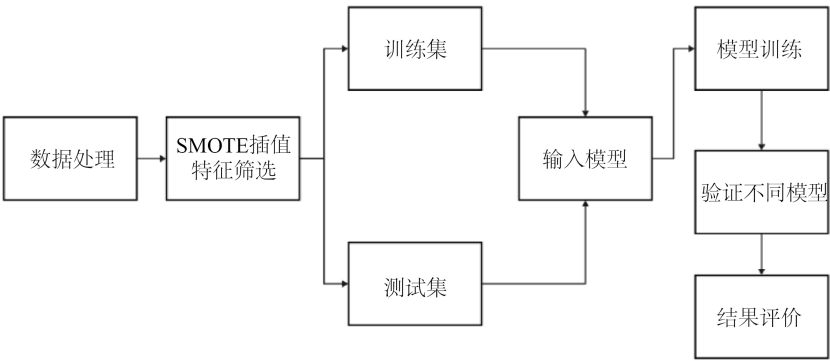 数据处理
SMOTE插值
特征筛选
训练集
测试集
输入模型
模型训练
验证不同模型
结果评价